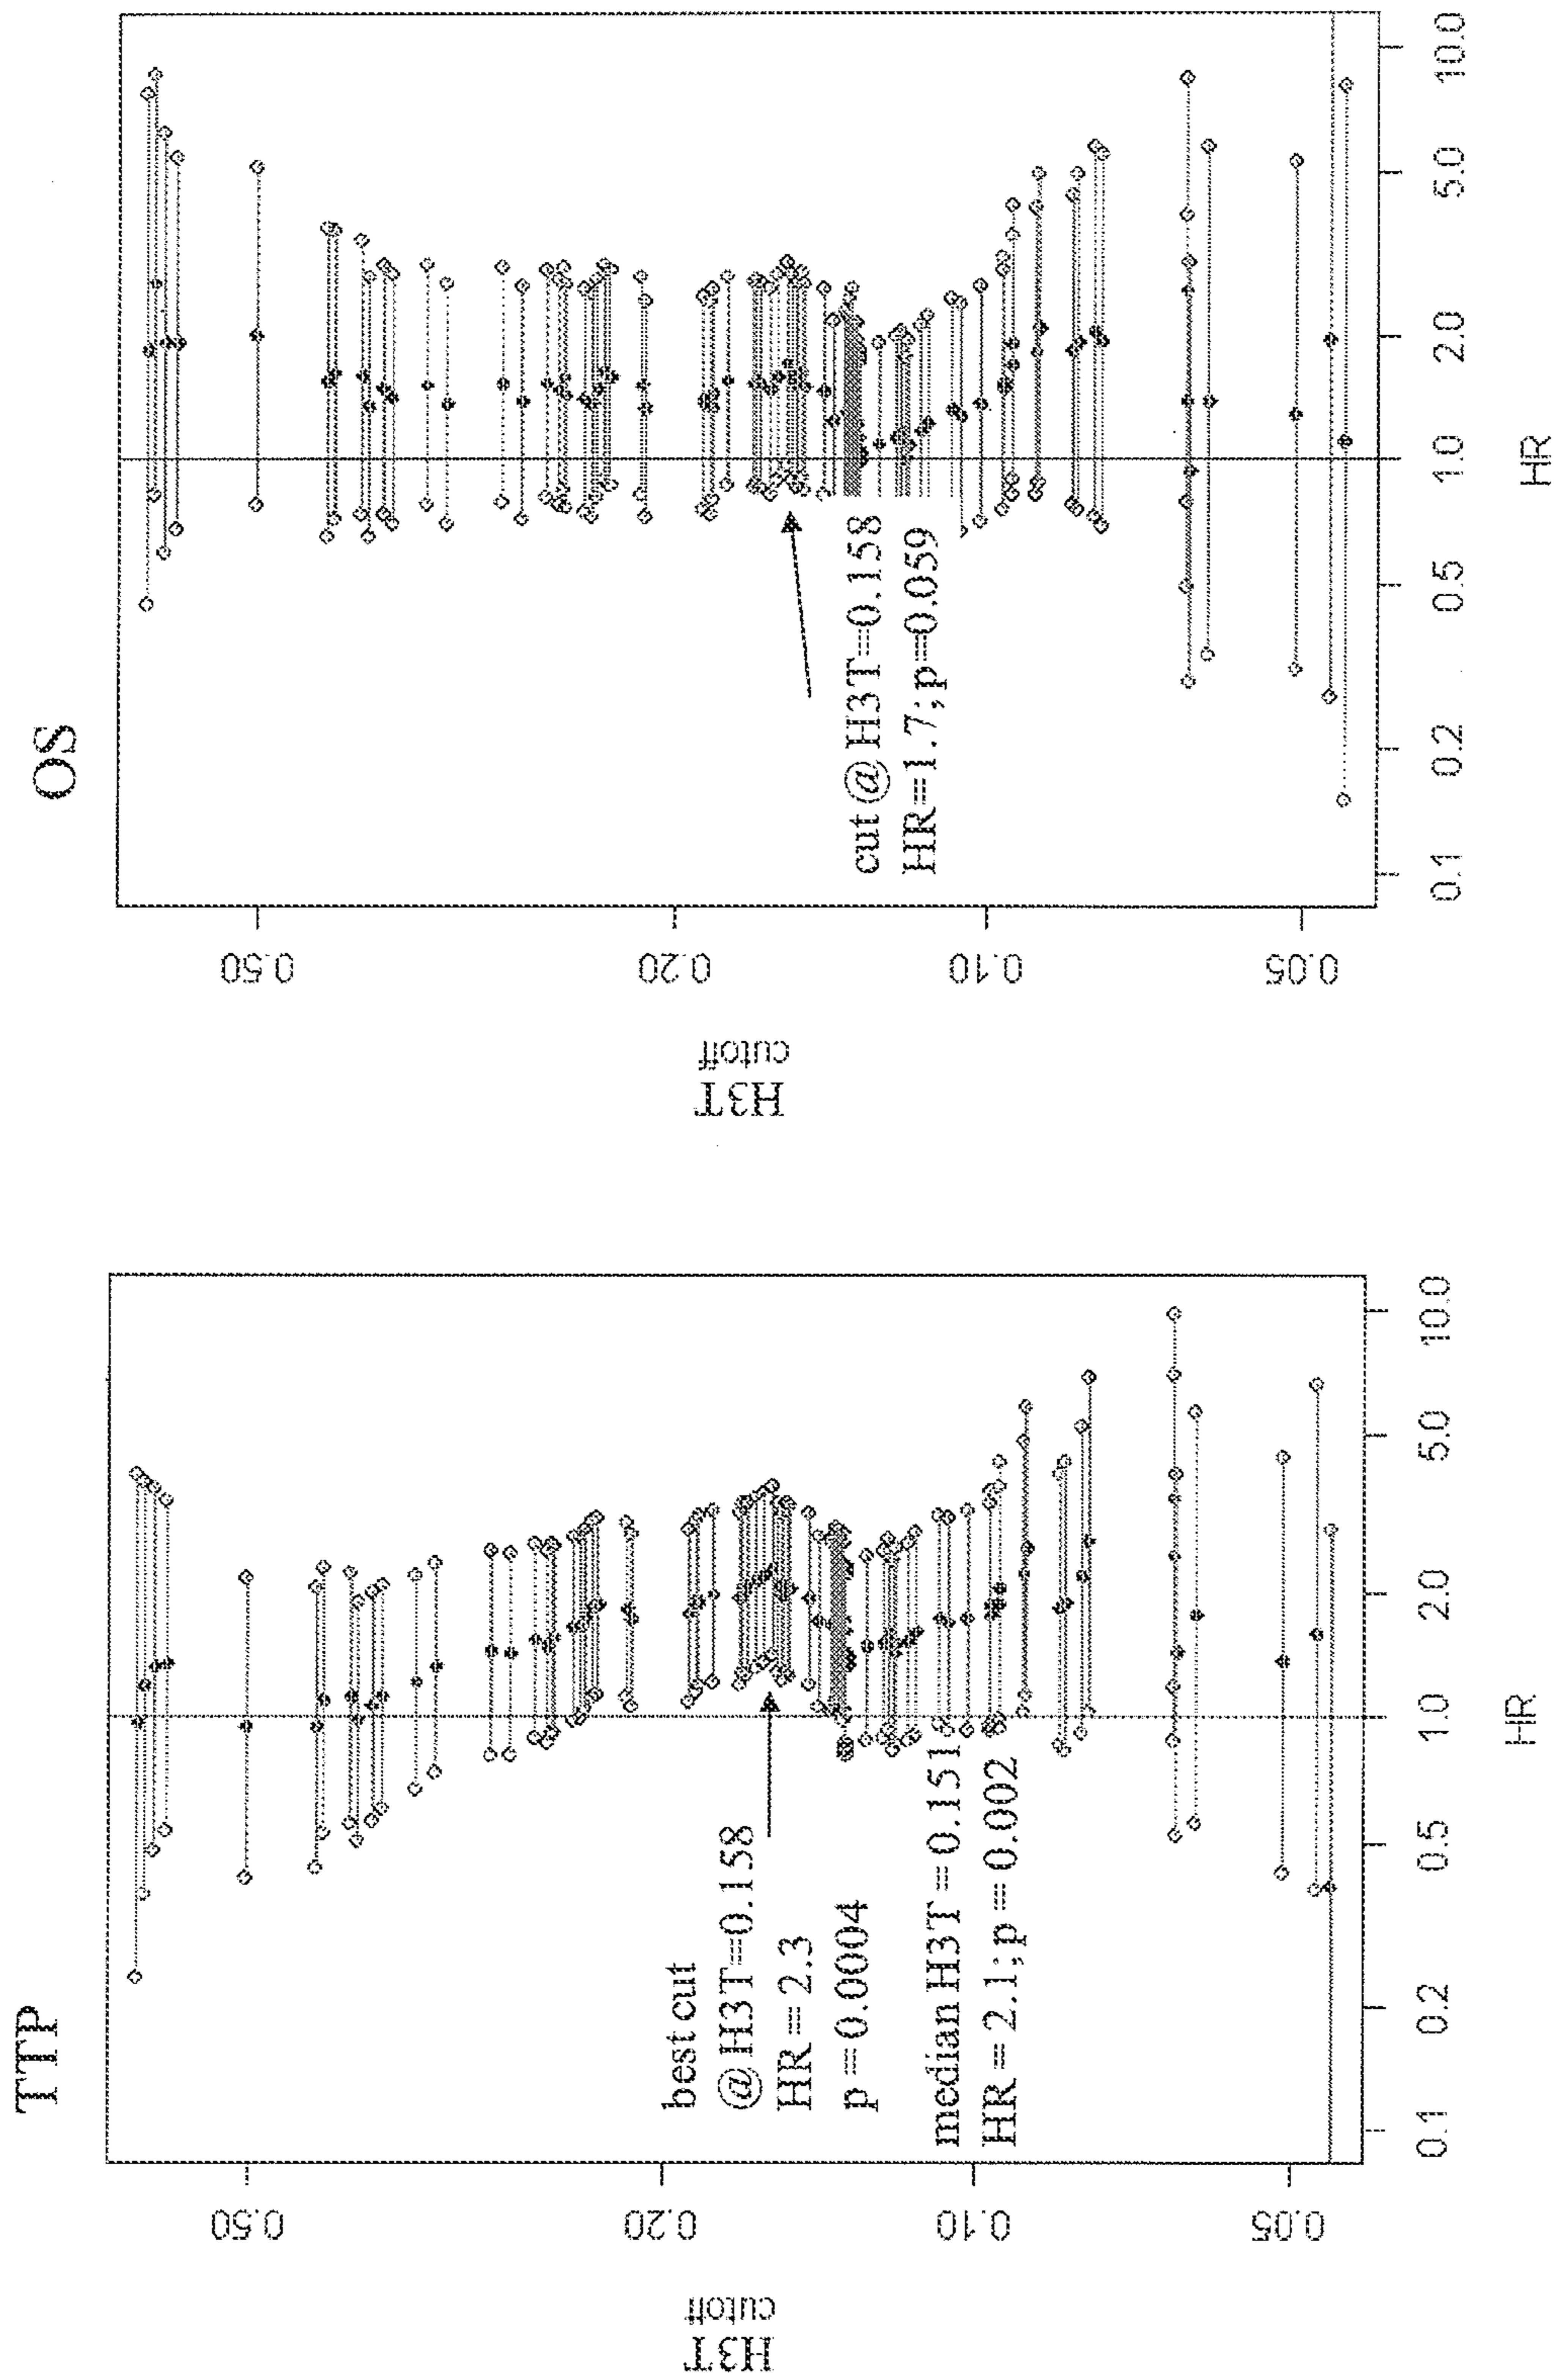 TTP
best cut
@ H3T=0.158
HR = 2.3
p = 0.0004
median H3T = 0.151
HR = 2.1; p = 0.002
0.50
0.20
0.10
0.05
H3T
cutoff
0.1
0.2
0.5
1.0
2.0
5.0
10.0
HR
OS
cut @ H3T=0.158
HR=1.7; p=0.059
0.50
0.20
0.10
0.05
H3T
cutoff
0.1
0.2
0.5
1.0
2.0
5.0
10.0
HR